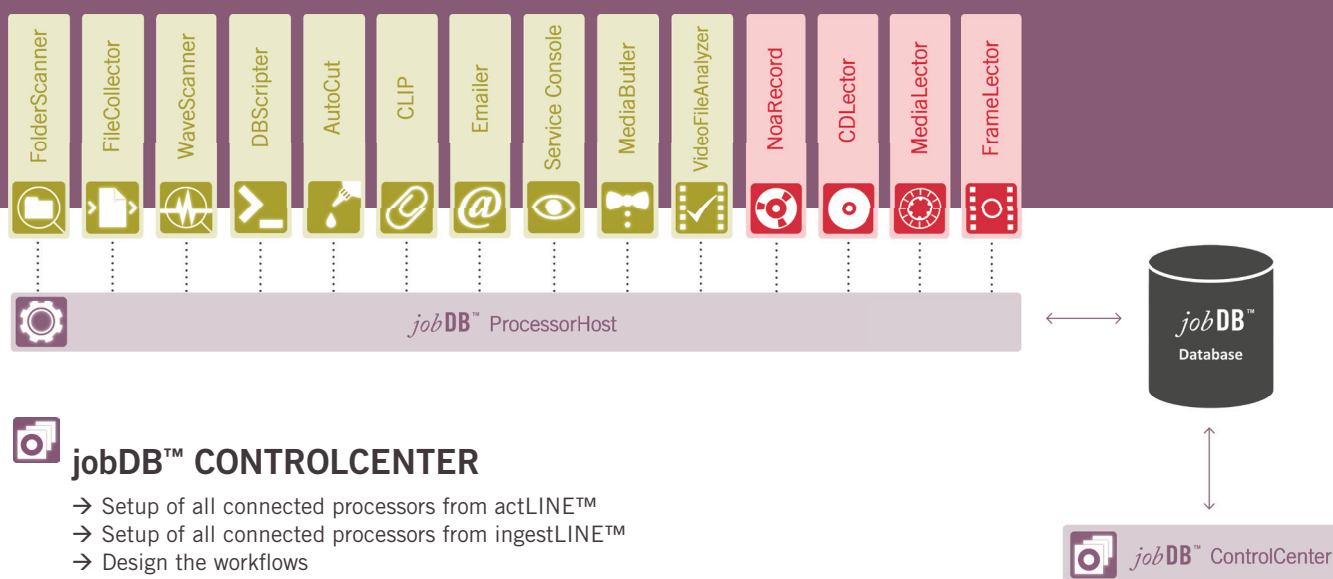 FolderScanner
FileCollector
WaveScanner
DBScripter
AutoCut
CLIP
Emailer
Service Console
MediaButler
VideoFileAnalyzer
NoaRecord
CDLector
MediaLector
FrameLector
jobDB™ ProcessorHost
jobDB™
Database
jobDB™ CONTROLCENTER
→ Setup of all connected processors from actLINE™
→ Setup of all connected processors from ingestLINE™
→ Design the workflows
jobDB™ ControlCenter